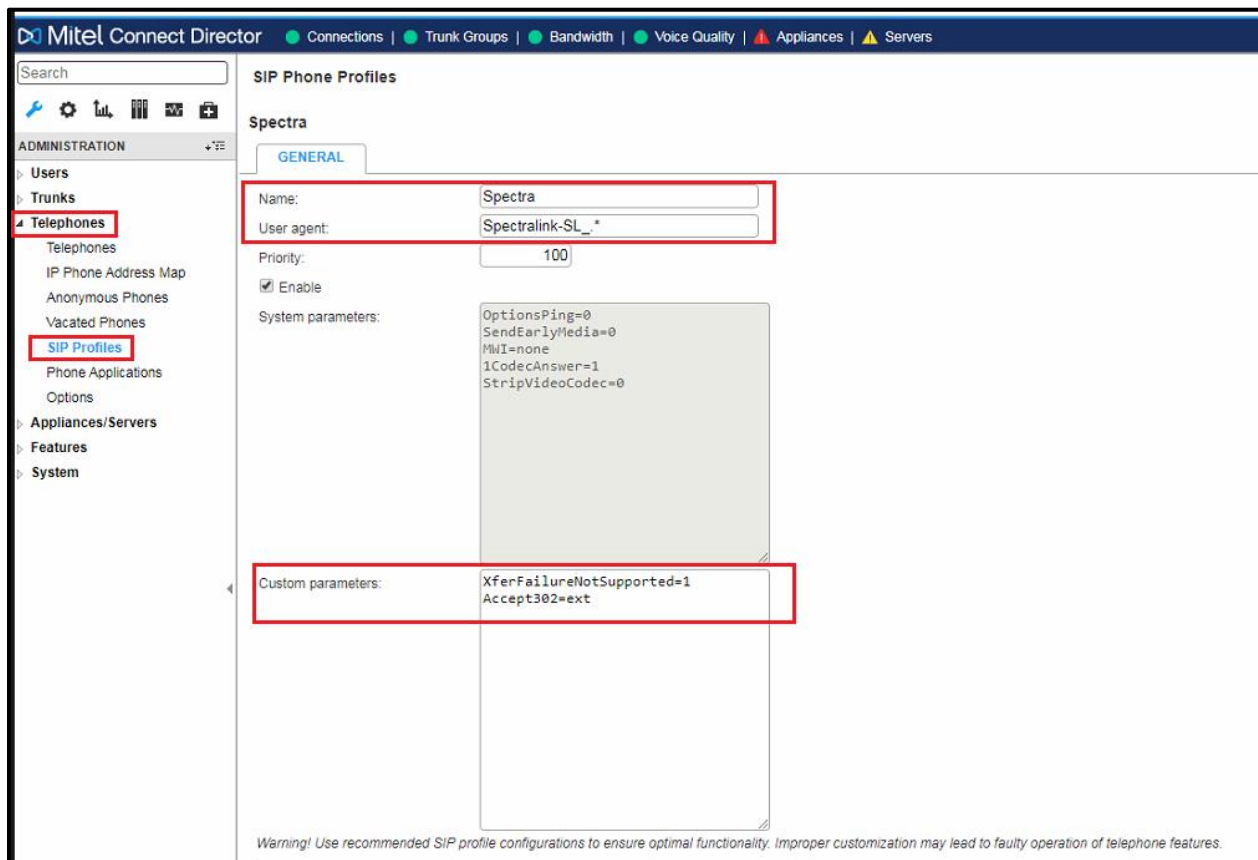 Mitel Connect Director Connections | Trunk Groups | Bandwidth | Voice Quality | Appliances | Servers
Search
ADMINISTRATION
Users
Trunks
Telephones
Telephones
IP Phone Address Map
Anonymous Phones
Vacated Phones
SIP Profiles
Phone Applications
Options
Appliances/Servers
Features
System
SIP Phone Profiles
Spectra
GENERAL
Name: Spectra
User agent: Spectralink-SL_.*
Priority: 100
Enable
System parameters: OptionsPing=0
SendEarlyMedia=0
MWI=none
1CodecAnswer=1
StripVideoCodec=0
Custom parameters: XferFailureNotSupported=1
Accept302=ext
Warning! Use recommended SIP profile configurations to ensure optimal functionality. Improper customization may lead to faulty operation of telephone features.